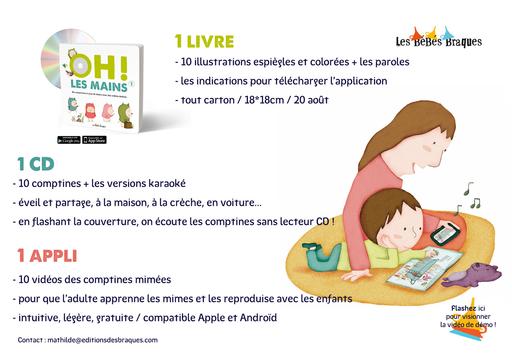 Les BéBés BRaques
1 LIVRE
- 10 illustrations espiègles et colorées + les paroles
- les indications pour télécharger l'application
- tout carton / 18*18cm / 20 août
OH!
LES MAINS
1 CD
- 10 comptines + les versions karaoké
- éveil et partage, à la maison, à la crèche, en voiture...
- en flashant la couverture, on écoute les comptines sans lecteur CD !
1 APPLI
- 10 vidéos des comptines mimées
- pour que l'adulte apprenne les mimes et les reproduise avec les enfants
- intuitive, légère, gratuite / compatible Apple et Androïd
Flashez ici
pour visionner
la vidéo de démo !
Contact : mathilde@editionsdesbraques.com